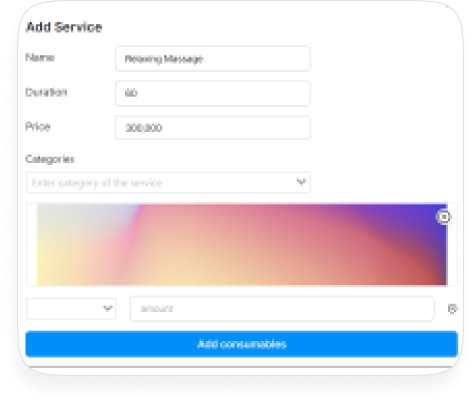 Add Service
Name
Relaxing Massage
Duration
60
Price
300,000
Categories
Enter category of the service
amount
Add consumables